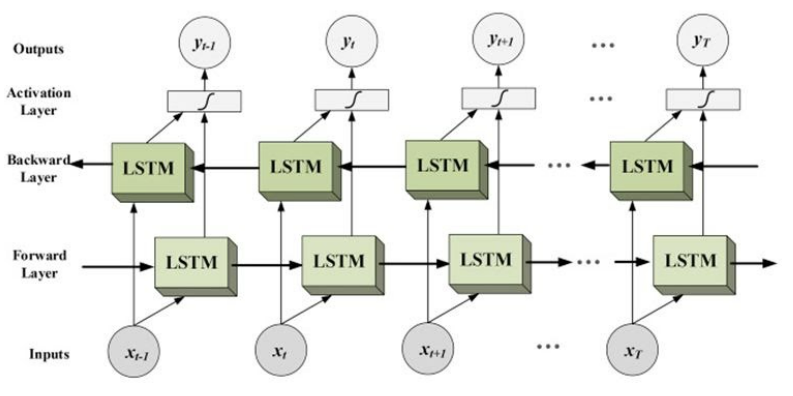 Outputs y_{t-1} y_t y_{t+1} ... y_T
Activation
Layer ∫ ∫ ∫ ... ∫
Backward
Layer LSTM LSTM LSTM ... LSTM
Forward
Layer LSTM LSTM LSTM ... LSTM
Inputs x_{t-1} x_t x_{t+1} ... x_T